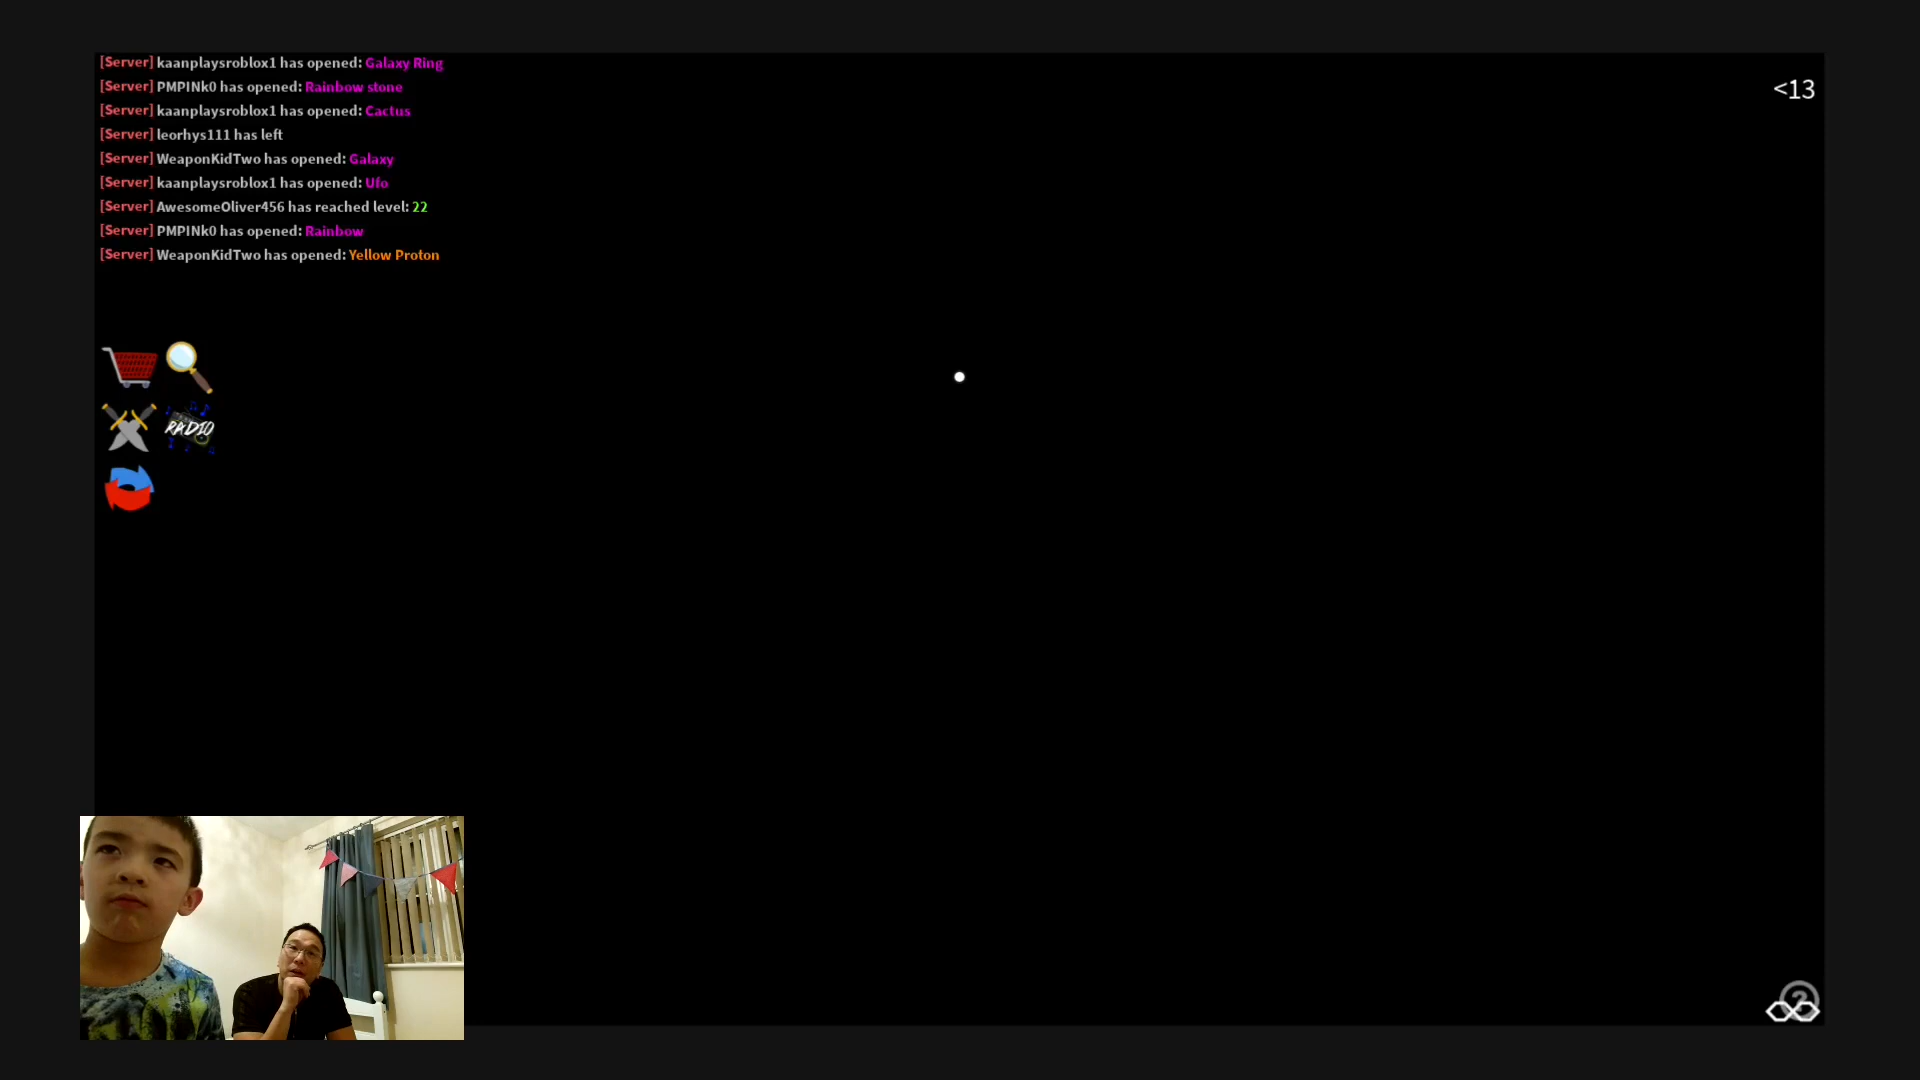 [Server] kaanplaysroblox1 has opened: Galaxy Ring
<13
[Server] PMPINk0 has opened: Rainbow stone
[Server] kaanplaysroblox1 has opened: Cactus
[Server] leorhys111 has left
[Server] WeaponKidTwo has opened: Galaxy
[Server] kaanplaysroblox1 has opened: Ufo
[Server] AwesomeOliver456 has reached level: 22
[Server] PMPINk0 has opened: Rainbow
[Server] WeaponKidTwo has opened: Yellow Proton
RADIO
?